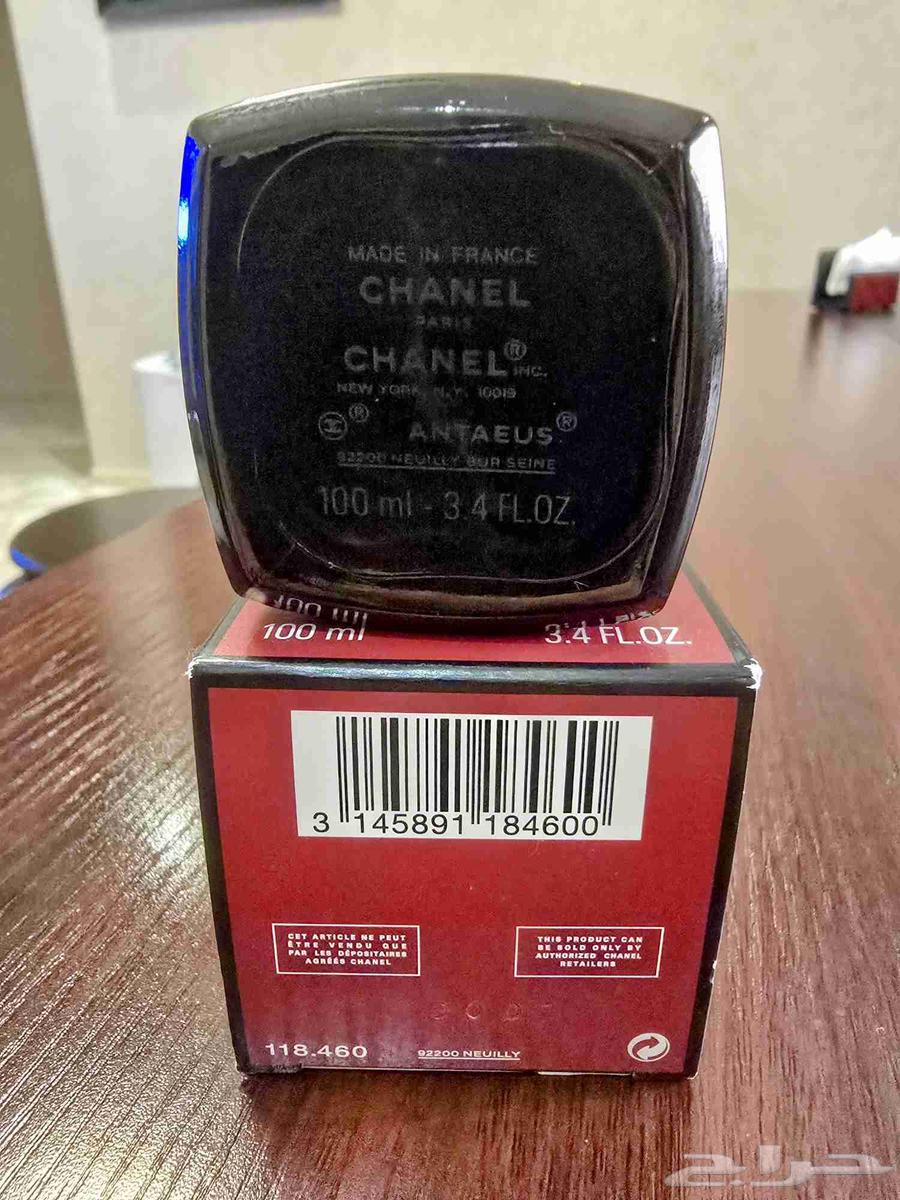 MADE IN FRANCE
CHANEL
PARIS
CHANEL® INC.
NEW YORK, N.Y. 10019
® ANTAEUS®
92200 NEUILLY SUR SEINE
100 ml - 3.4 FL.OZ.
100 ml 3.4 FL.OZ.
3 145891 184600
CET ARTICLE NE PEUT
ÊTRE VENDU QUE
PAR LES DÉPOSITAIRES
AGRÉÉS CHANEL
THIS PRODUCT CAN
BE SOLD ONLY BY
AUTHORIZED CHANEL
RETAILERS
118.460
92200 NEUILLY
حراج